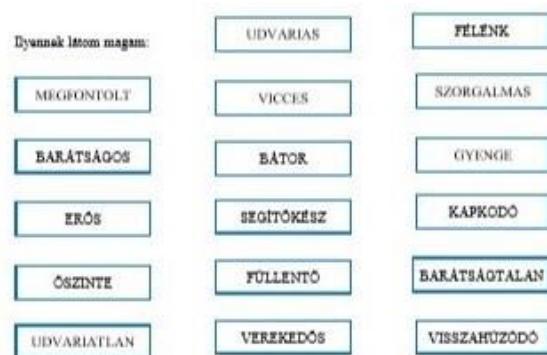 Ilyennek látom magam:
MEGFONTOLT
BARÁTSÁGOS
ERŐS
ŐSZINTE
UDVARIATLAN
UDVARIAS
VICCES
BÁTOR
SEGÍTŐKÉSZ
FÜLLENTŐ
VEREKEDŐS
FÉLÉNK
SZORGALMAS
GYENGE
KAPKODÓ
BARÁTSÁGTALAN
VISSZAHÚZÓDÓ